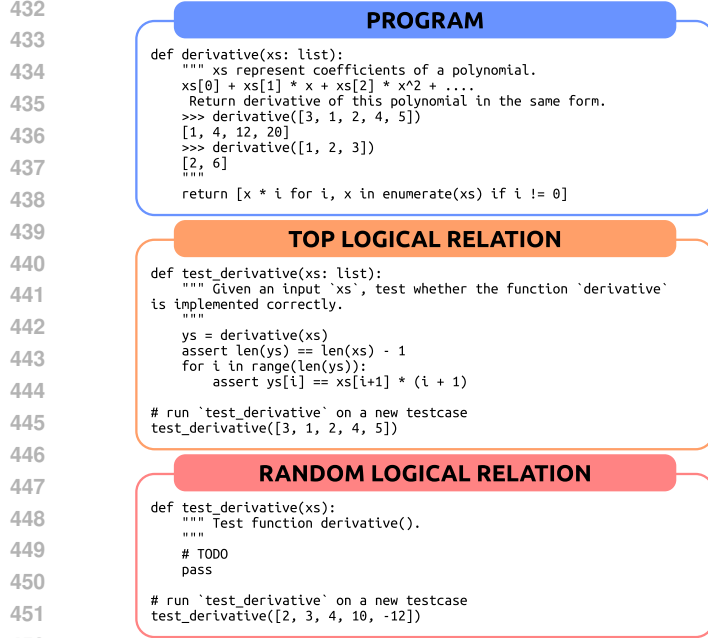 432
433
434
435
436
437
438
439
440
441
442
443
444
445
446
447
448
449
450
451
PROGRAM
def derivative(xs: list):
    """ xs represent coefficients of a polynomial.
    xs[0] + xs[1] * x + xs[2] * x^2 + ....
     Return derivative of this polynomial in the same form.
    >>> derivative([3, 1, 2, 4, 5])
    [1, 4, 12, 20]
    >>> derivative([1, 2, 3])
    [2, 6]
    """
    return [x * i for i, x in enumerate(xs) if i != 0]
TOP LOGICAL RELATION
def test_derivative(xs: list):
    """ Given an input `xs`, test whether the function `derivative`
is implemented correctly.
    """
    ys = derivative(xs)
    assert len(ys) == len(xs) - 1
    for i in range(len(ys)):
        assert ys[i] == xs[i+1] * (i + 1)
# run `test_derivative` on a new testcase
test_derivative([3, 1, 2, 4, 5])
RANDOM LOGICAL RELATION
def test_derivative(xs):
    """ Test function derivative().
    """
    # TODO
    pass
# run `test_derivative` on a new testcase
test_derivative([2, 3, 4, 10, -12])